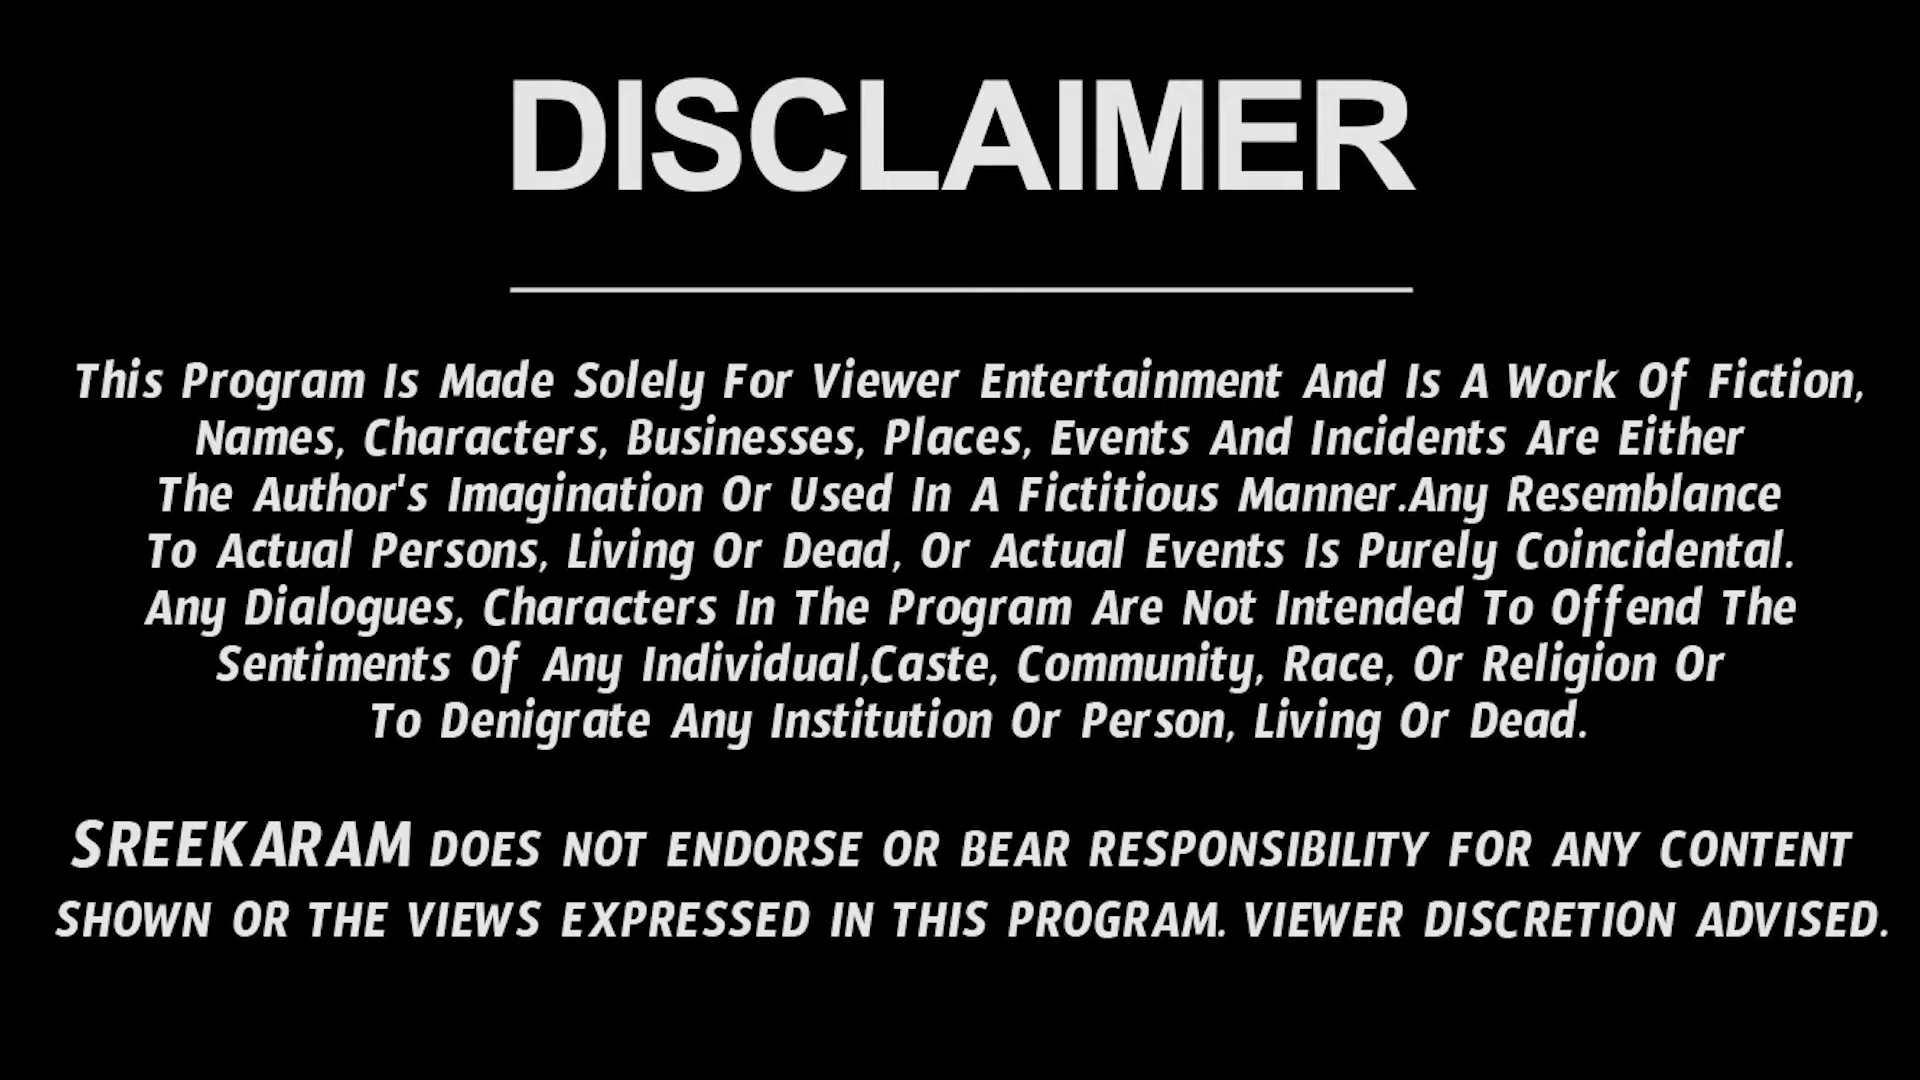 DISCLAIMER
This Program Is Made Solely For Viewer Entertainment And Is A Work Of Fiction,
Names, Characters, Businesses, Places, Events And Incidents Are Either
The Author's Imagination Or Used In A Fictitious Manner.Any Resemblance
To Actual Persons, Living Or Dead, Or Actual Events Is Purely Coincidental.
Any Dialogues, Characters In The Program Are Not Intended To Offend The
Sentiments Of Any Individual,Caste, Community, Race, Or Religion Or
To Denigrate Any Institution Or Person, Living Or Dead.
SREEKARAM DOES NOT ENDORSE OR BEAR RESPONSIBILITY FOR ANY CONTENT
SHOWN OR THE VIEWS EXPRESSED IN THIS PROGRAM. VIEWER DISCRETION ADVISED.